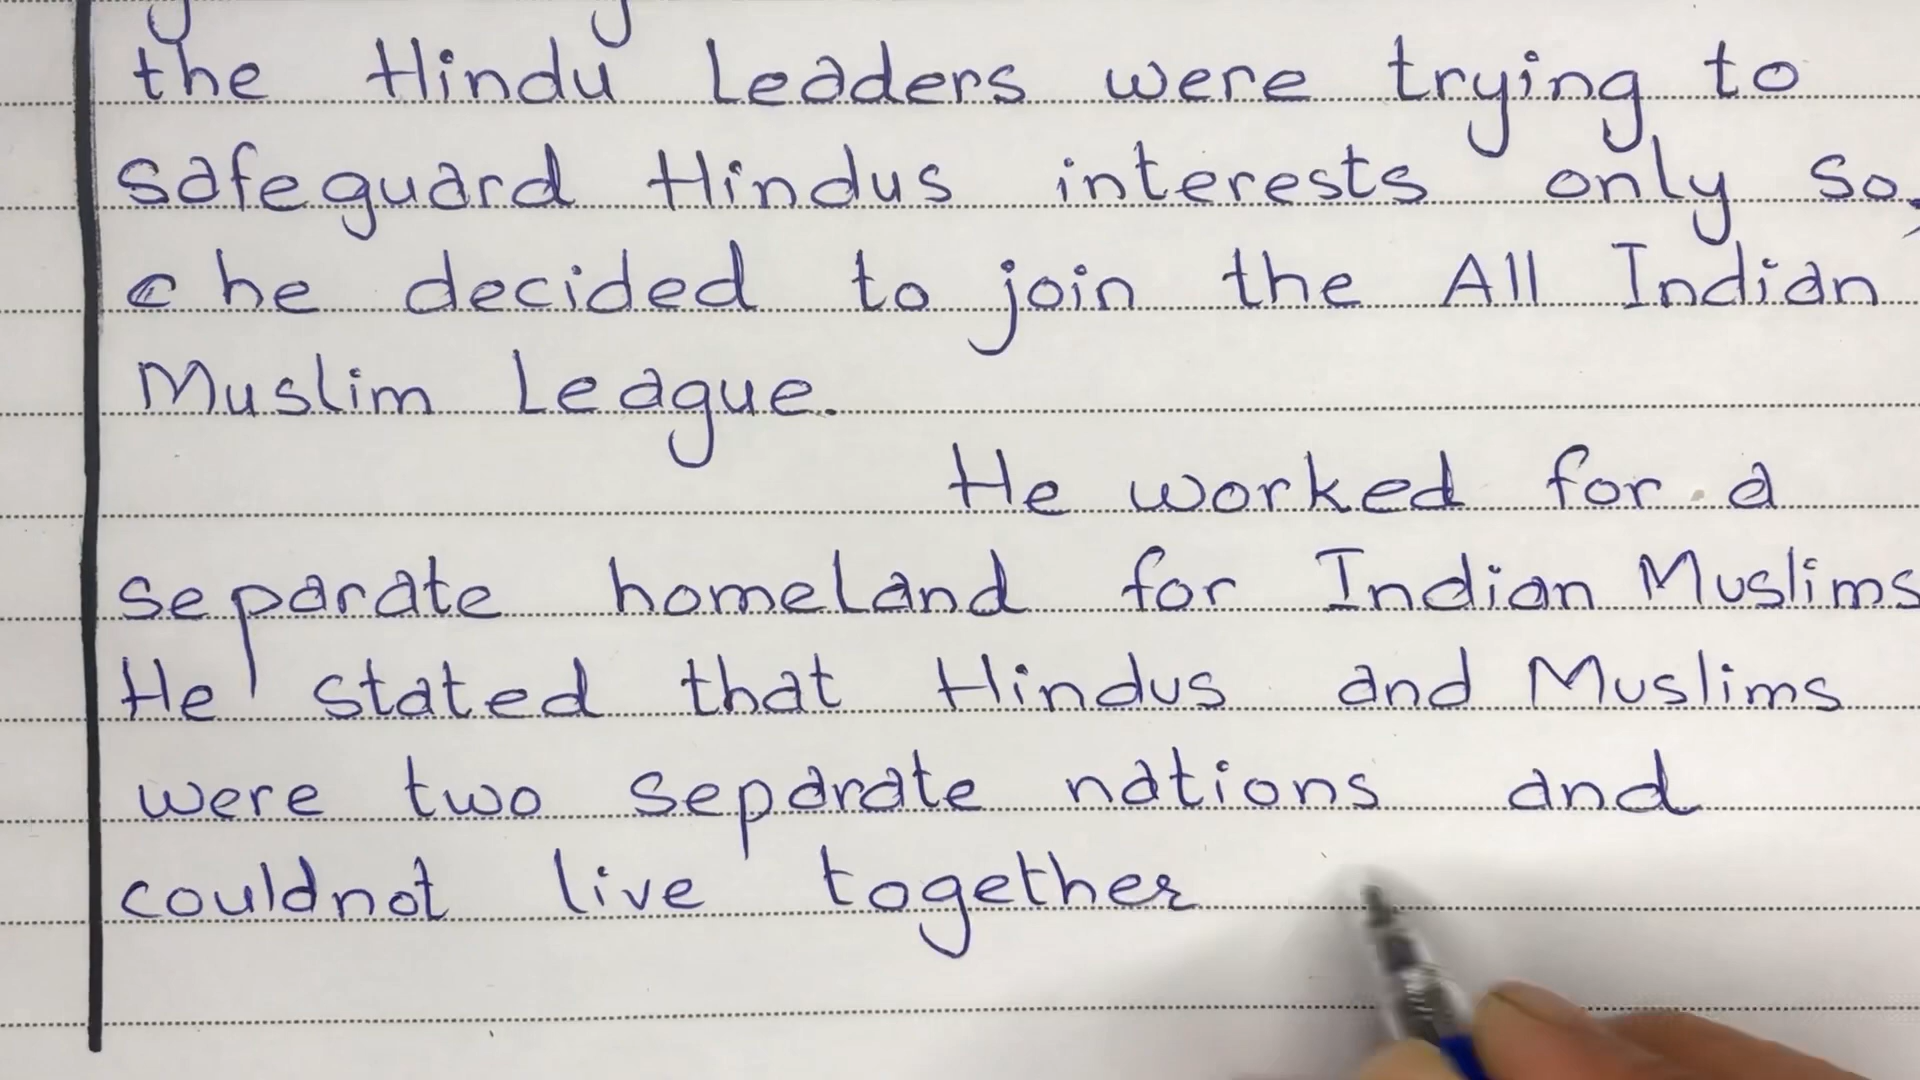 the Hindu Leaders were trying to
safeguard Hindus interests only so,
c he decided to join the All Indian
Muslim League.
He worked for a
separate homeland for Indian Muslims
He stated that Hindus and Muslims
were two separate nations and
couldnot live together